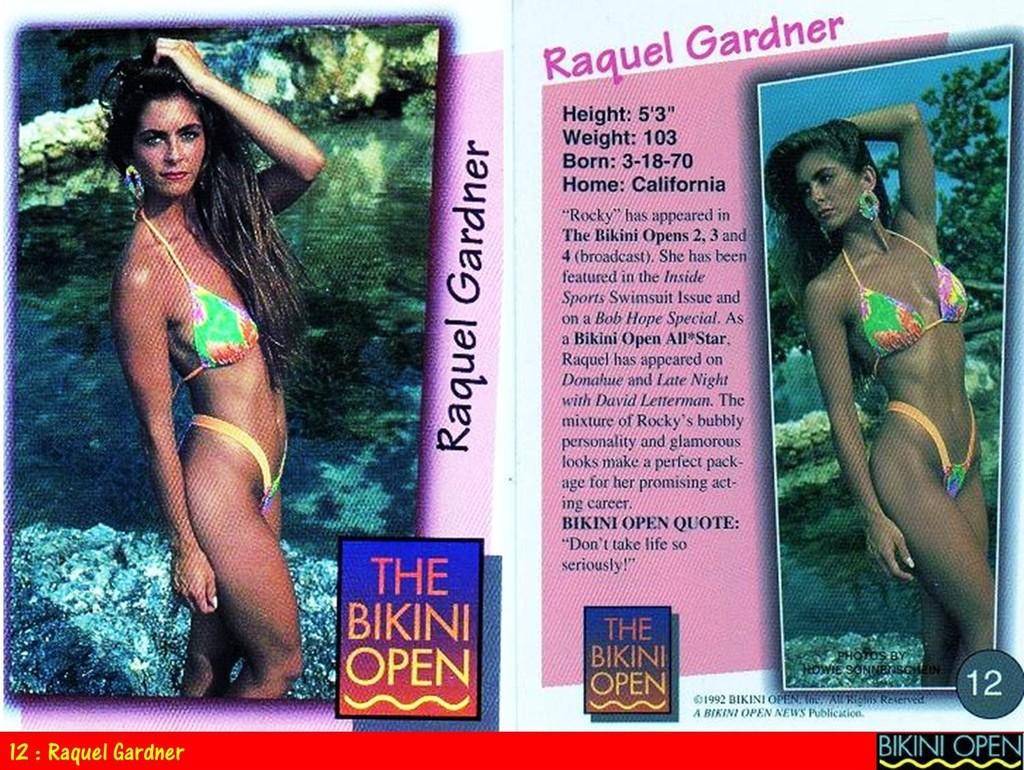 Raquel Gardner
THE
BIKINI
OPEN
Raquel Gardner
Height: 5'3"
Weight: 103
Born: 3-18-70
Home: California
"Rocky" has appeared in
The Bikini Opens 2, 3 and
4 (broadcast). She has been
featured in the Inside
Sports Swimsuit Issue and
on a Bob Hope Special. As
a Bikini Open All*Star,
Raquel has appeared on
Donahue and Late Night
with David Letterman. The
mixture of Rocky's bubbly
personality and glamorous
looks make a perfect pack-
age for her promising act-
ing career.
BIKINI OPEN QUOTE:
"Don't take life so
seriously!"
THE
BIKINI
OPEN
PHOTOS BY
HOWIE SONNENSCHEIN
12
©1992 BIKINI OPEN, Inc. All Rights Reserved.
A BIKINI OPEN NEWS Publication.
12 : Raquel Gardner
BIKINI OPEN